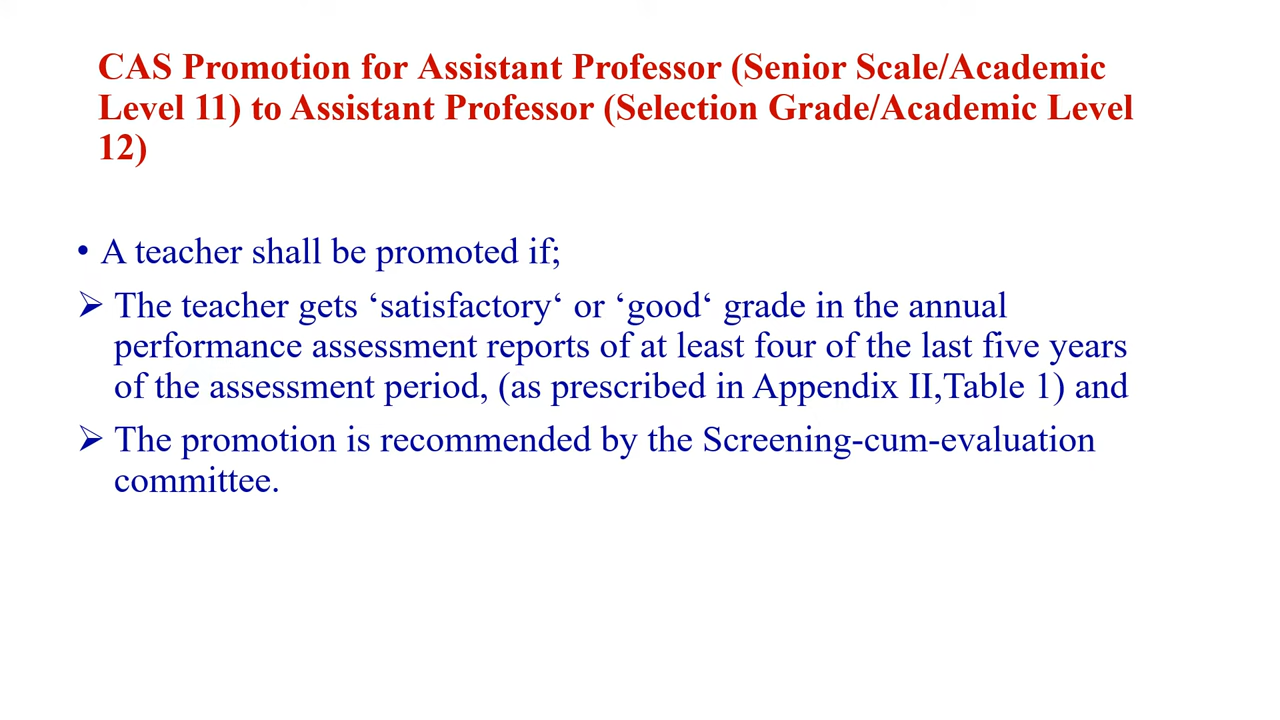 CAS Promotion for Assistant Professor (Senior Scale/Academic
Level 11) to Assistant Professor (Selection Grade/Academic Level
12)
• A teacher shall be promoted if;
➢ The teacher gets ‘satisfactory‘ or ‘good‘ grade in the annual
performance assessment reports of at least four of the last five years
of the assessment period, (as prescribed in Appendix II,Table 1) and
➢ The promotion is recommended by the Screening-cum-evaluation
committee.